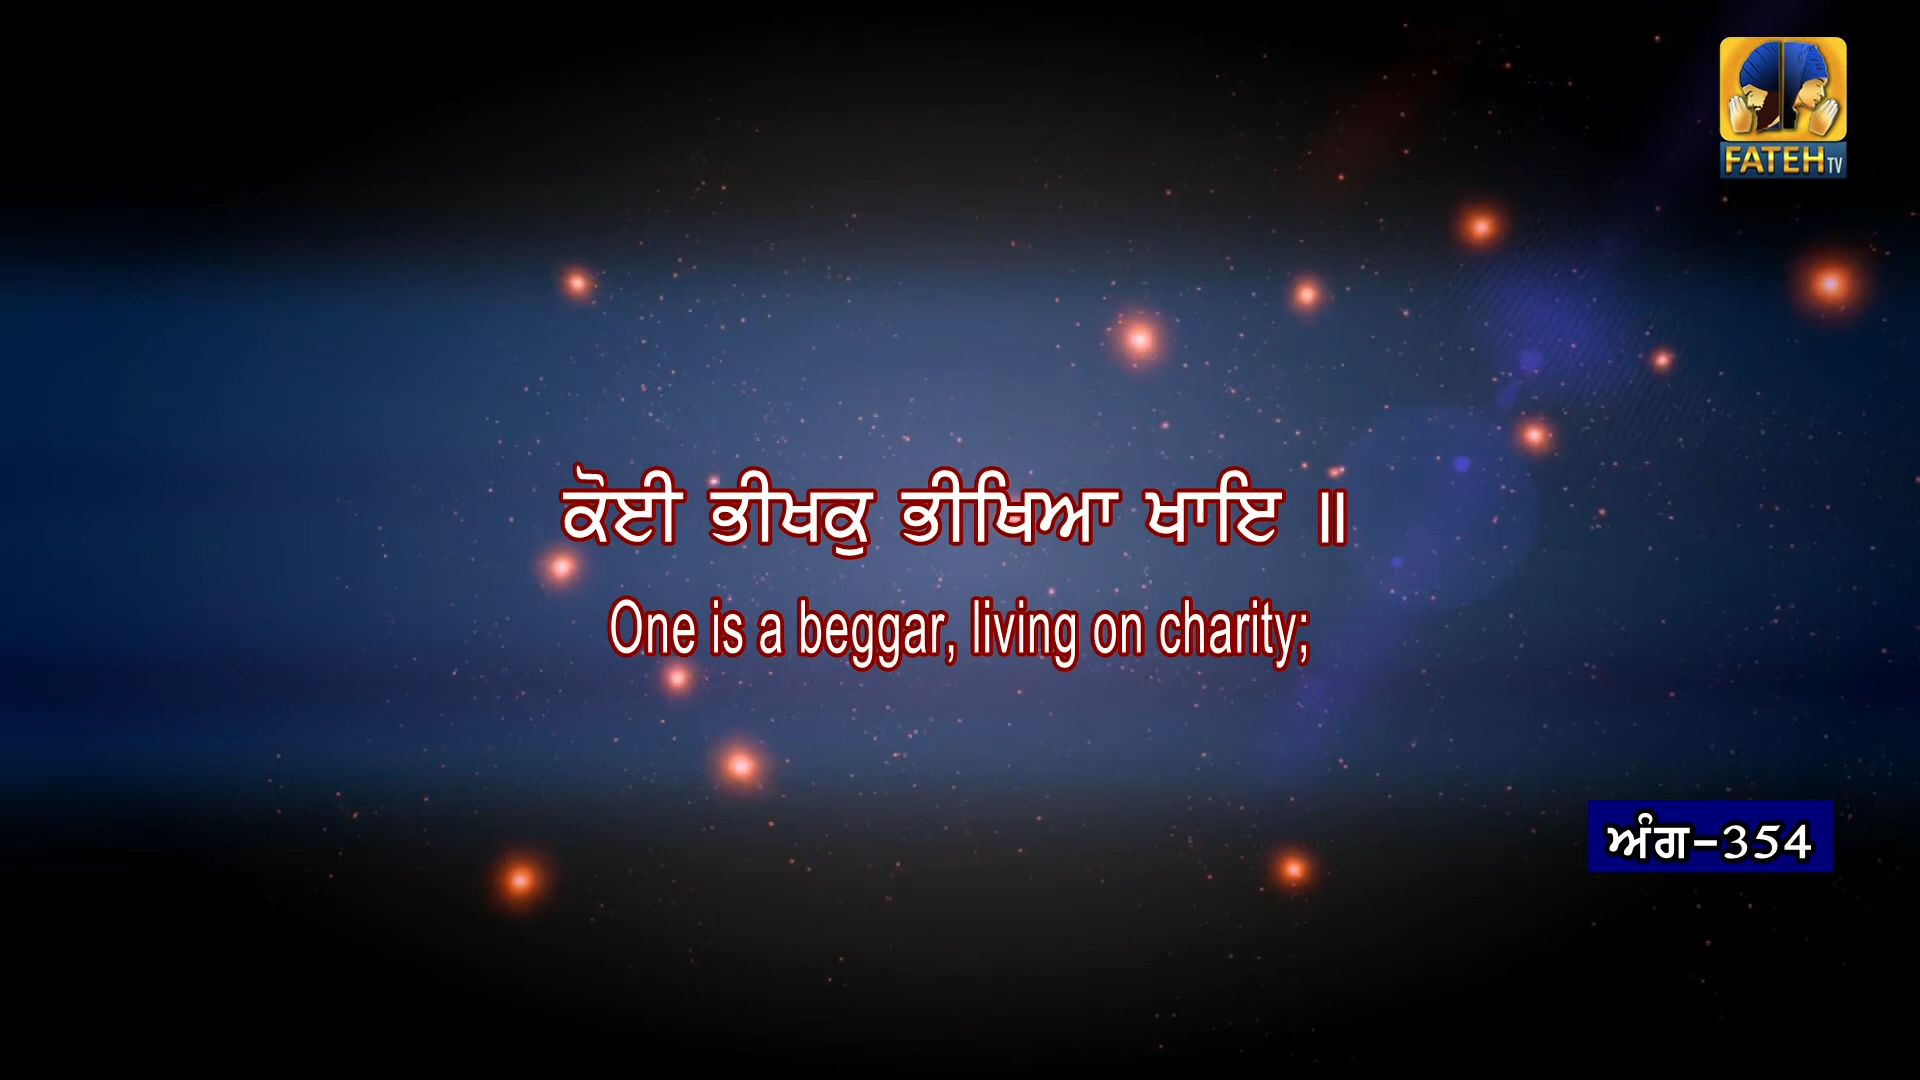 FATEH TV
ਕੋਈ ਭੀਖਕੁ ਭੀਖਿਆ ਖਾਇ ॥
One is a beggar, living on charity;
ਅੰਗ-354